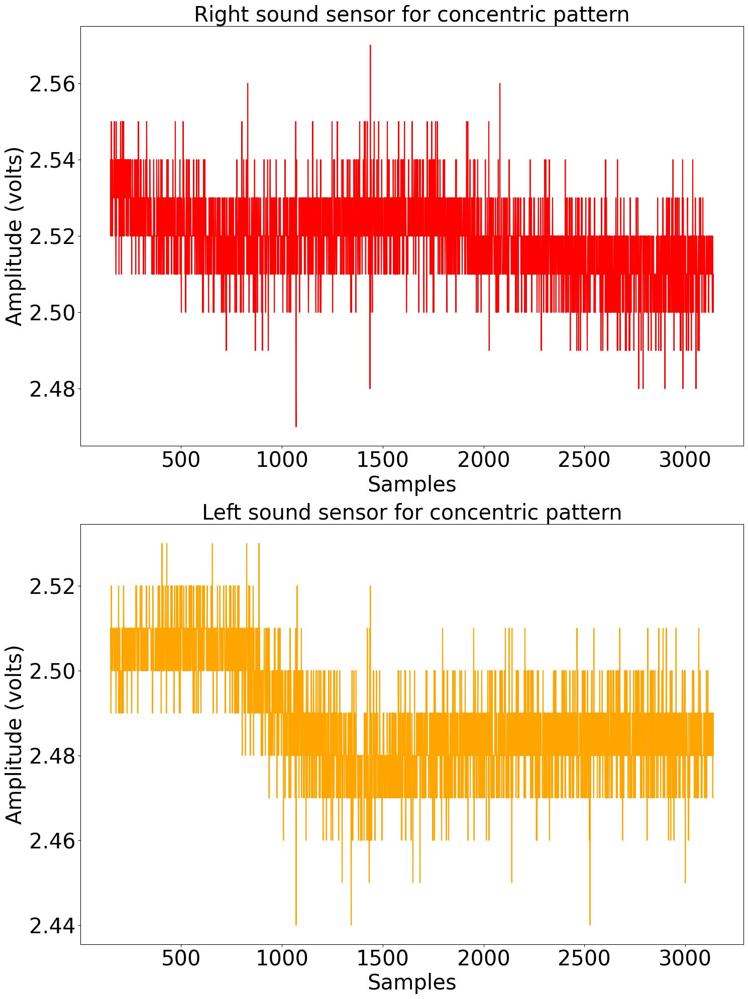 Right sound sensor for concentric pattern
Amplitude (volts)
2.56
2.54
2.52
2.50
2.48
500 1000 1500 2000 2500 3000
Samples
Left sound sensor for concentric pattern
Amplitude (volts)
2.52
2.50
2.48
2.46
2.44
500 1000 1500 2000 2500 3000
Samples